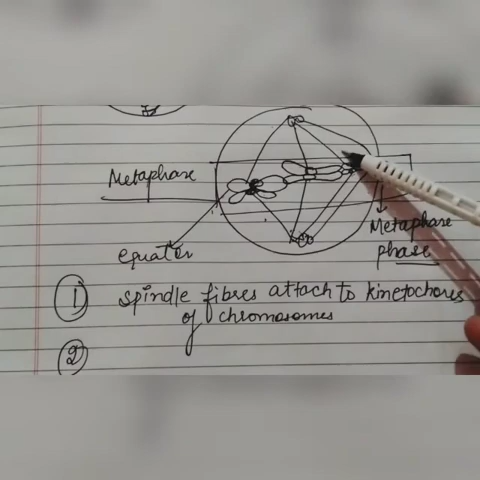 Metaphase
Metaphase
phase
equator
① Spindle fibres attach to kinetochores
of chromosomes
②